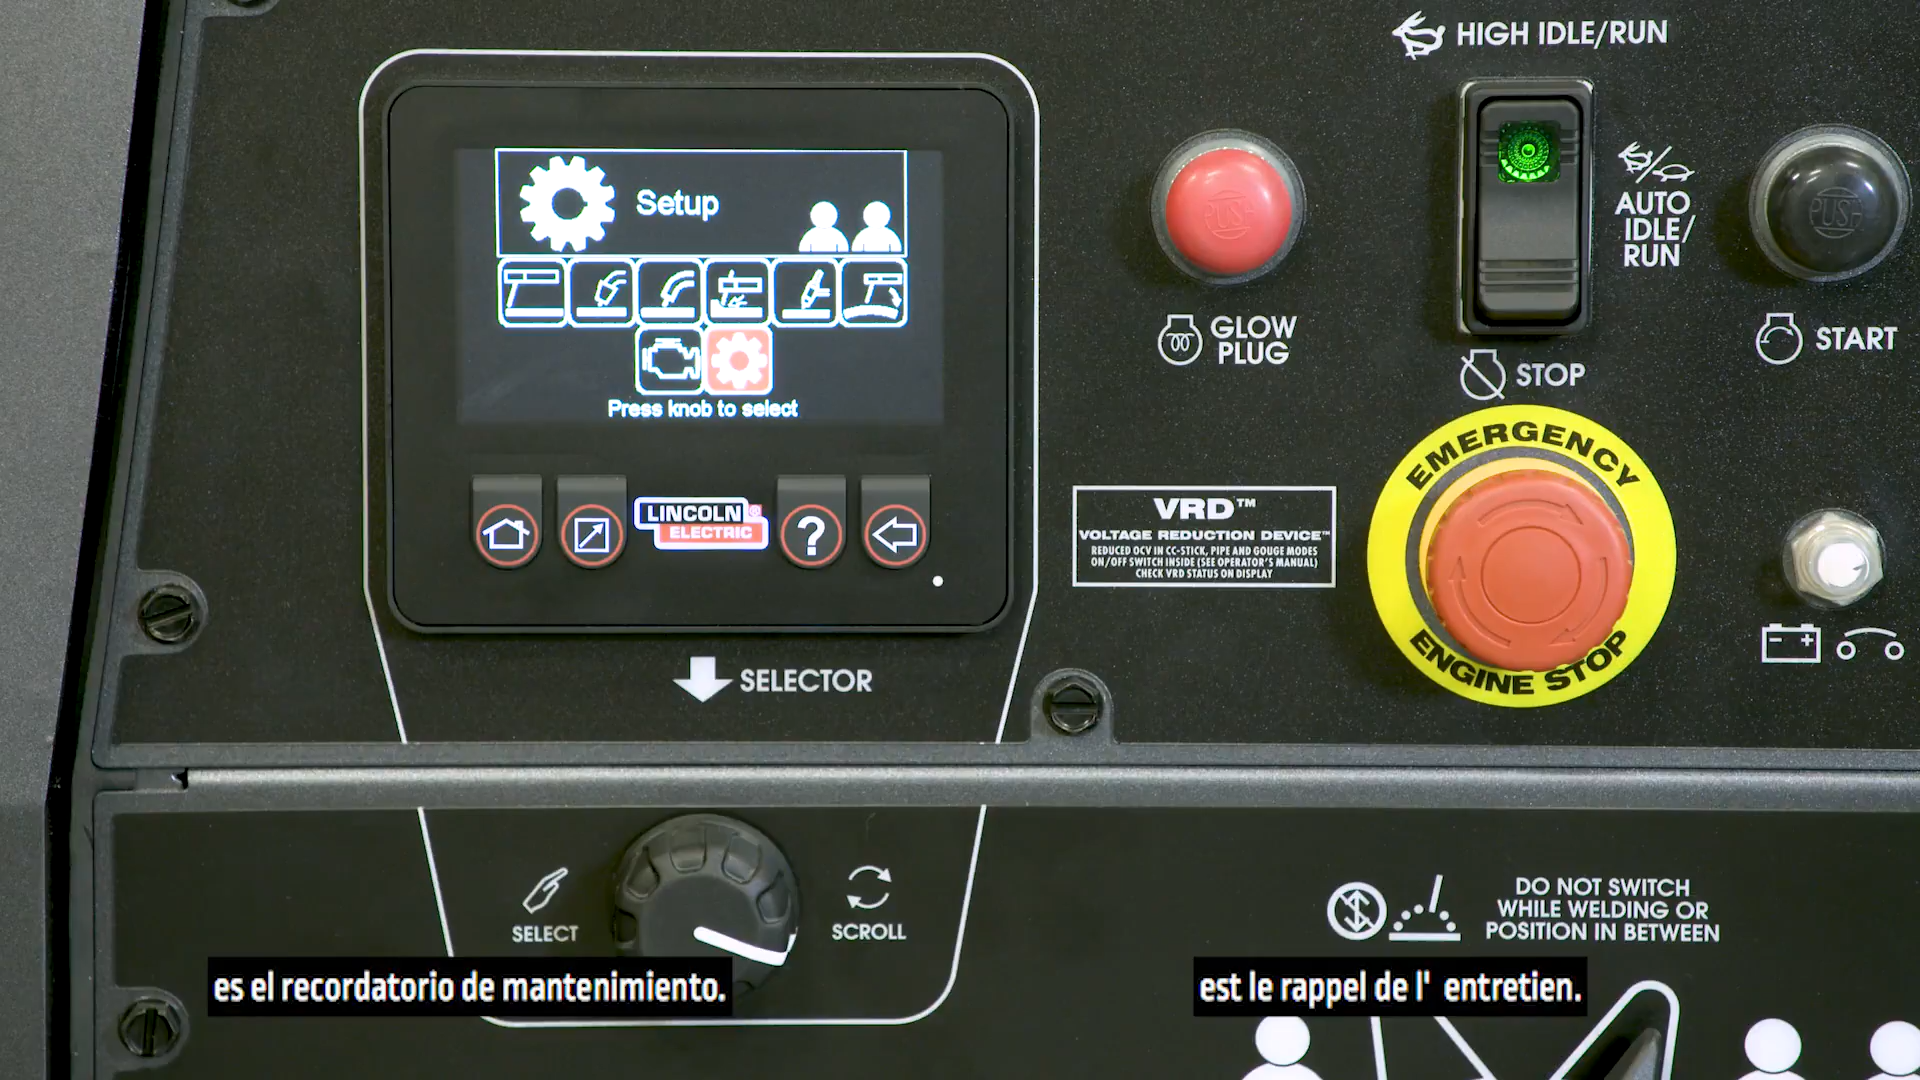 HIGH IDLE/RUN
Setup
Press knob to select
LINCOLN®
ELECTRIC
?
SELECTOR
PUSH
GLOW
PLUG
AUTO
IDLE/
RUN
STOP
PUSH
START
VRD™
VOLTAGE REDUCTION DEVICE™
REDUCED OCV IN CC-STICK, PIPE AND GOUGE MODES
ON/OFF SWITCH INSIDE (SEE OPERATOR'S MANUAL)
CHECK VRD STATUS ON DISPLAY
EMERGENCY
ENGINE STOP
SELECT
SCROLL
DO NOT SWITCH
WHILE WELDING OR
POSITION IN BETWEEN
es el recordatorio de mantenimiento.
est le rappel de l' entretien.